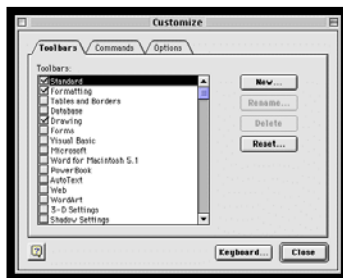 Customize
Toolbars Commands Options
Toolbars:
Standard
Formatting
Tables and Borders
Database
Drawing
Forms
Visual Basic
Microsoft
Word for Macintosh 5.1
PowerBook
AutoText
Web
WordArt
3-D Settings
Shadow Settings
New...
Rename...
Delete
Reset...
?
Keyboard... Close